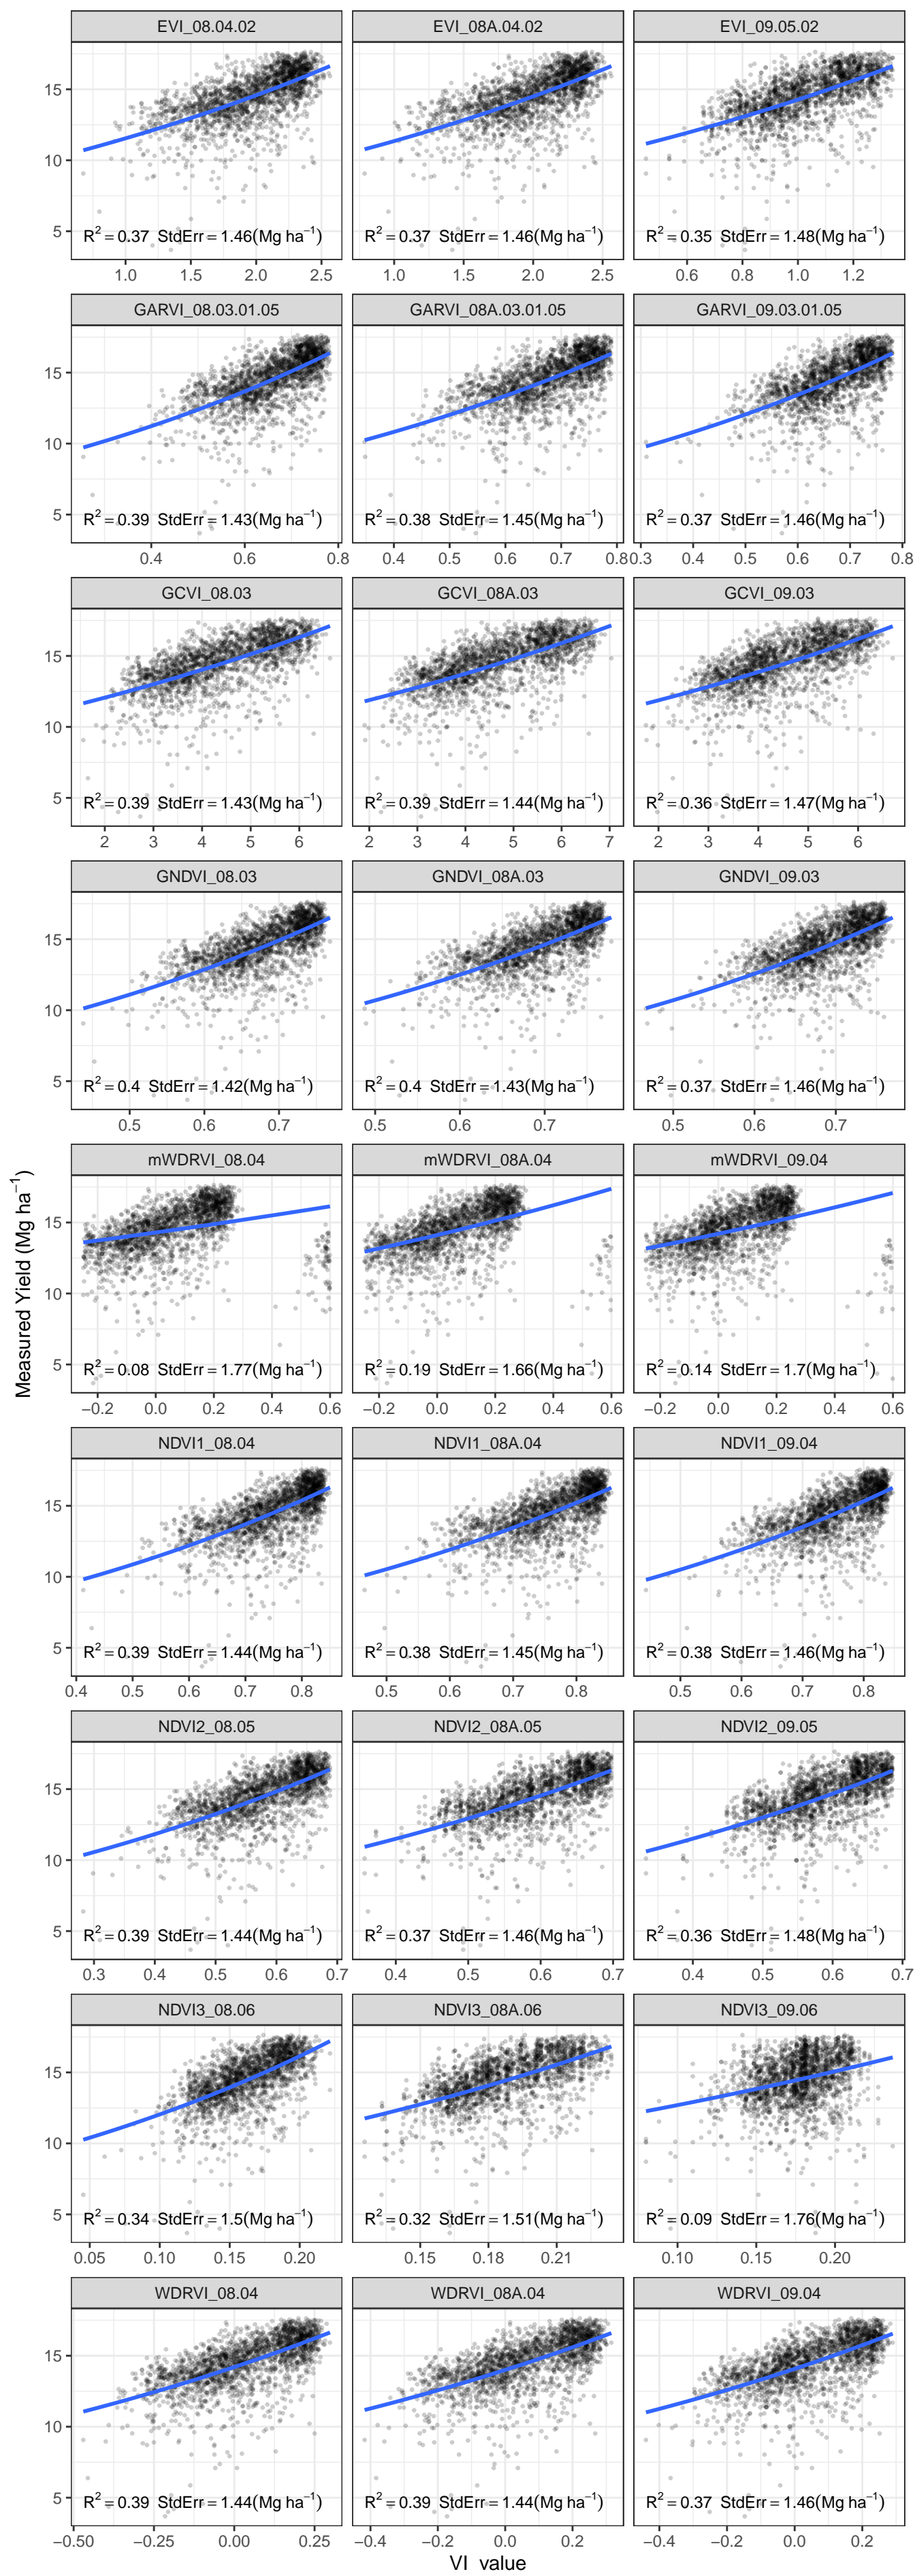 EVI_08.04.02 EVI_08A.04.02 EVI_09.05.02
15
10
5
R² = 0.37 StdErr = 1.46(Mg ha⁻¹) R² = 0.37 StdErr = 1.46(Mg ha⁻¹) R² = 0.35 StdErr = 1.48(Mg ha⁻¹)
1.0 1.5 2.0 2.5 1.0 1.5 2.0 2.5 0.6 0.8 1.0 1.2
GARVI_08.03.01.05 GARVI_08A.03.01.05 GARVI_09.03.01.05
15
10
5
R² = 0.39 StdErr = 1.43(Mg ha⁻¹) R² = 0.38 StdErr = 1.45(Mg ha⁻¹) R² = 0.37 StdErr = 1.46(Mg ha⁻¹)
0.4 0.6 0.8 0.4 0.5 0.6 0.7 0.8 0.3 0.4 0.5 0.6 0.7 0.8
GCVI_08.03 GCVI_08A.03 GCVI_09.03
15
10
5
R² = 0.39 StdErr = 1.43(Mg ha⁻¹) R² = 0.39 StdErr = 1.44(Mg ha⁻¹) R² = 0.36 StdErr = 1.47(Mg ha⁻¹)
2 3 4 5 6 2 3 4 5 6 7 2 3 4 5 6
GNDVI_08.03 GNDVI_08A.03 GNDVI_09.03
15
10
5
R² = 0.4 StdErr = 1.42(Mg ha⁻¹) R² = 0.4 StdErr = 1.43(Mg ha⁻¹) R² = 0.37 StdErr = 1.46(Mg ha⁻¹)
0.5 0.6 0.7 0.5 0.6 0.7 0.5 0.6 0.7
Measured Yield (Mg ha⁻¹)
mWDRVI_08.04 mWDRVI_08A.04 mWDRVI_09.04
15
10
5
R² = 0.08 StdErr = 1.77(Mg ha⁻¹) R² = 0.19 StdErr = 1.66(Mg ha⁻¹) R² = 0.14 StdErr = 1.7(Mg ha⁻¹)
−0.2 0.0 0.2 0.4 0.6 −0.2 0.0 0.2 0.4 0.6 −0.2 0.0 0.2 0.4 0.6
NDVI1_08.04 NDVI1_08A.04 NDVI1_09.04
15
10
5
R² = 0.39 StdErr = 1.44(Mg ha⁻¹) R² = 0.38 StdErr = 1.45(Mg ha⁻¹) R² = 0.38 StdErr = 1.46(Mg ha⁻¹)
0.4 0.5 0.6 0.7 0.8 0.5 0.6 0.7 0.8 0.5 0.6 0.7 0.8
NDVI2_08.05 NDVI2_08A.05 NDVI2_09.05
15
10
5
R² = 0.39 StdErr = 1.44(Mg ha⁻¹) R² = 0.37 StdErr = 1.46(Mg ha⁻¹) R² = 0.36 StdErr = 1.48(Mg ha⁻¹)
0.3 0.4 0.5 0.6 0.7 0.4 0.5 0.6 0.7 0.4 0.5 0.6 0.7
NDVI3_08.06 NDVI3_08A.06 NDVI3_09.06
15
10
5
R² = 0.34 StdErr = 1.5(Mg ha⁻¹) R² = 0.32 StdErr = 1.51(Mg ha⁻¹) R² = 0.09 StdErr = 1.76(Mg ha⁻¹)
0.05 0.10 0.15 0.20 0.15 0.18 0.21 0.10 0.15 0.20
WDRVI_08.04 WDRVI_08A.04 WDRVI_09.04
15
10
5
R² = 0.39 StdErr = 1.44(Mg ha⁻¹) R² = 0.39 StdErr = 1.44(Mg ha⁻¹) R² = 0.37 StdErr = 1.46(Mg ha⁻¹)
−0.50 −0.25 0.00 0.25 −0.4 −0.2 0.0 0.2 −0.4 −0.2 0.0 0.2
VI value